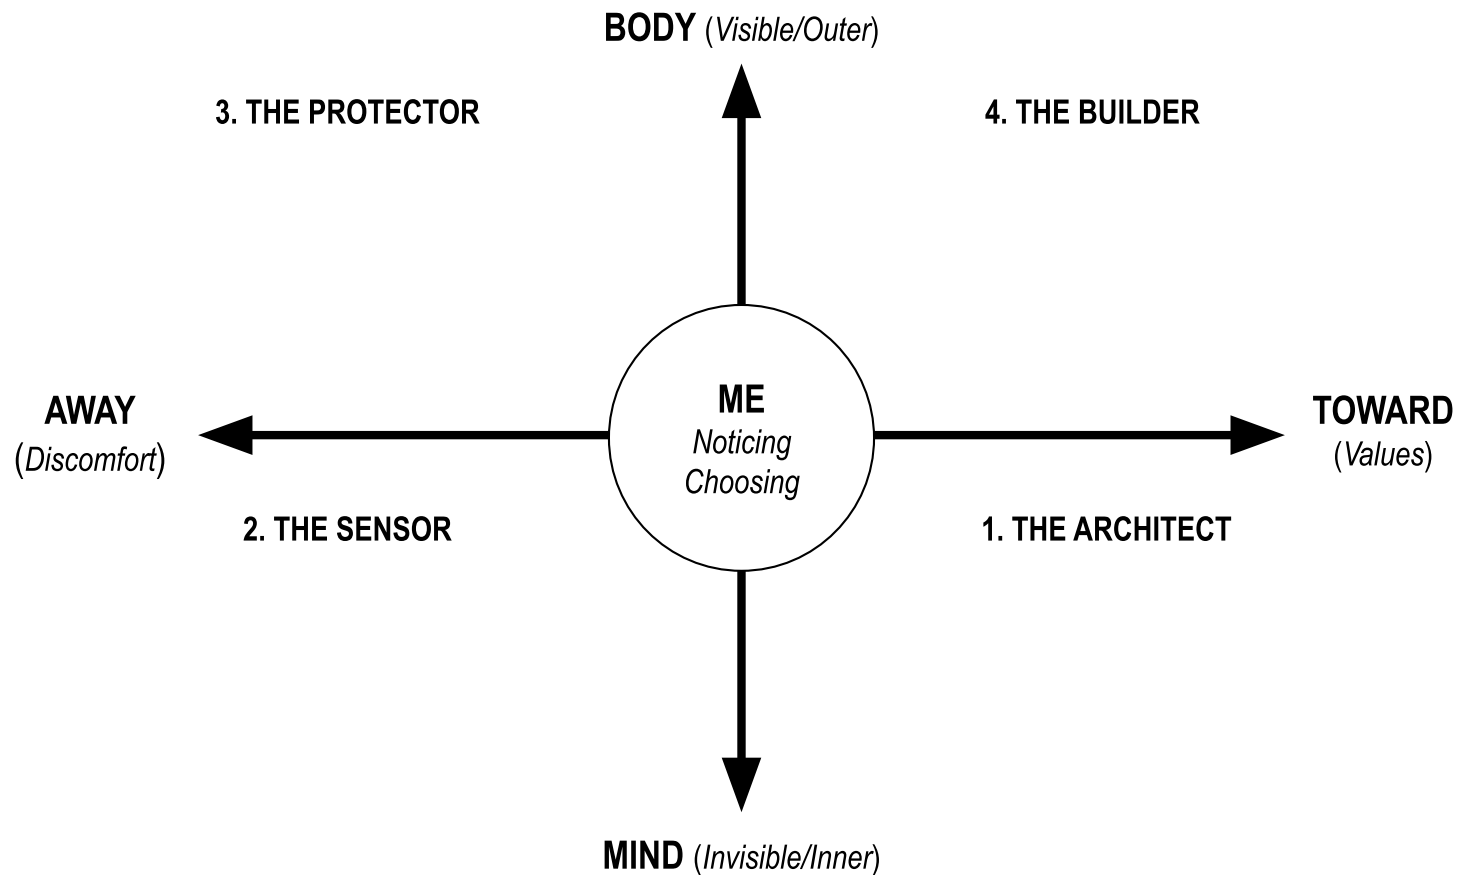 BODY (Visible/Outer)
3. THE PROTECTOR
4. THE BUILDER
AWAY
(Discomfort)
ME
Noticing
Choosing
TOWARD
(Values)
2. THE SENSOR
1. THE ARCHITECT
MIND (Invisible/Inner)